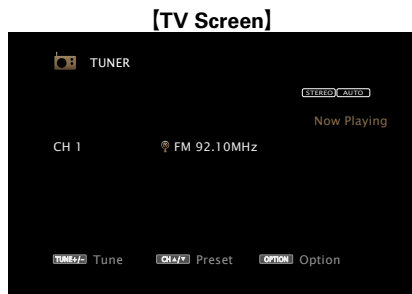 【TV Screen】
TUNER
STEREO AUTO
Now Playing
CH 1 FM 92.10MHz
TUNE+/- Tune CH▲/▼ Preset OPTION Option